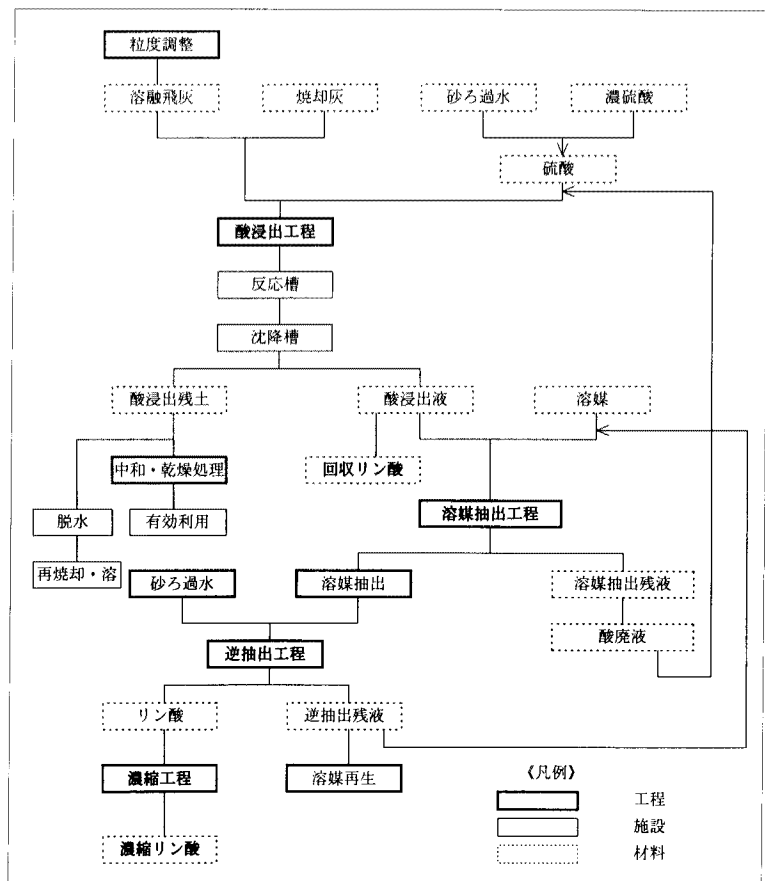 粒度調整
溶融飛灰
焼却灰
砂ろ過水
濃硫酸
硫酸
酸浸出工程
反応槽
沈降槽
酸浸出残土
酸浸出液
溶媒
中和・乾燥処理
回収リン酸
脱水
有効利用
溶媒抽出工程
再焼却・溶
砂ろ過水
溶媒抽出
溶媒抽出残液
酸廃液
逆抽出工程
リン酸
逆抽出残液
濃縮工程
溶媒再生
濃縮リン酸
《凡例》
工程
施設
材料